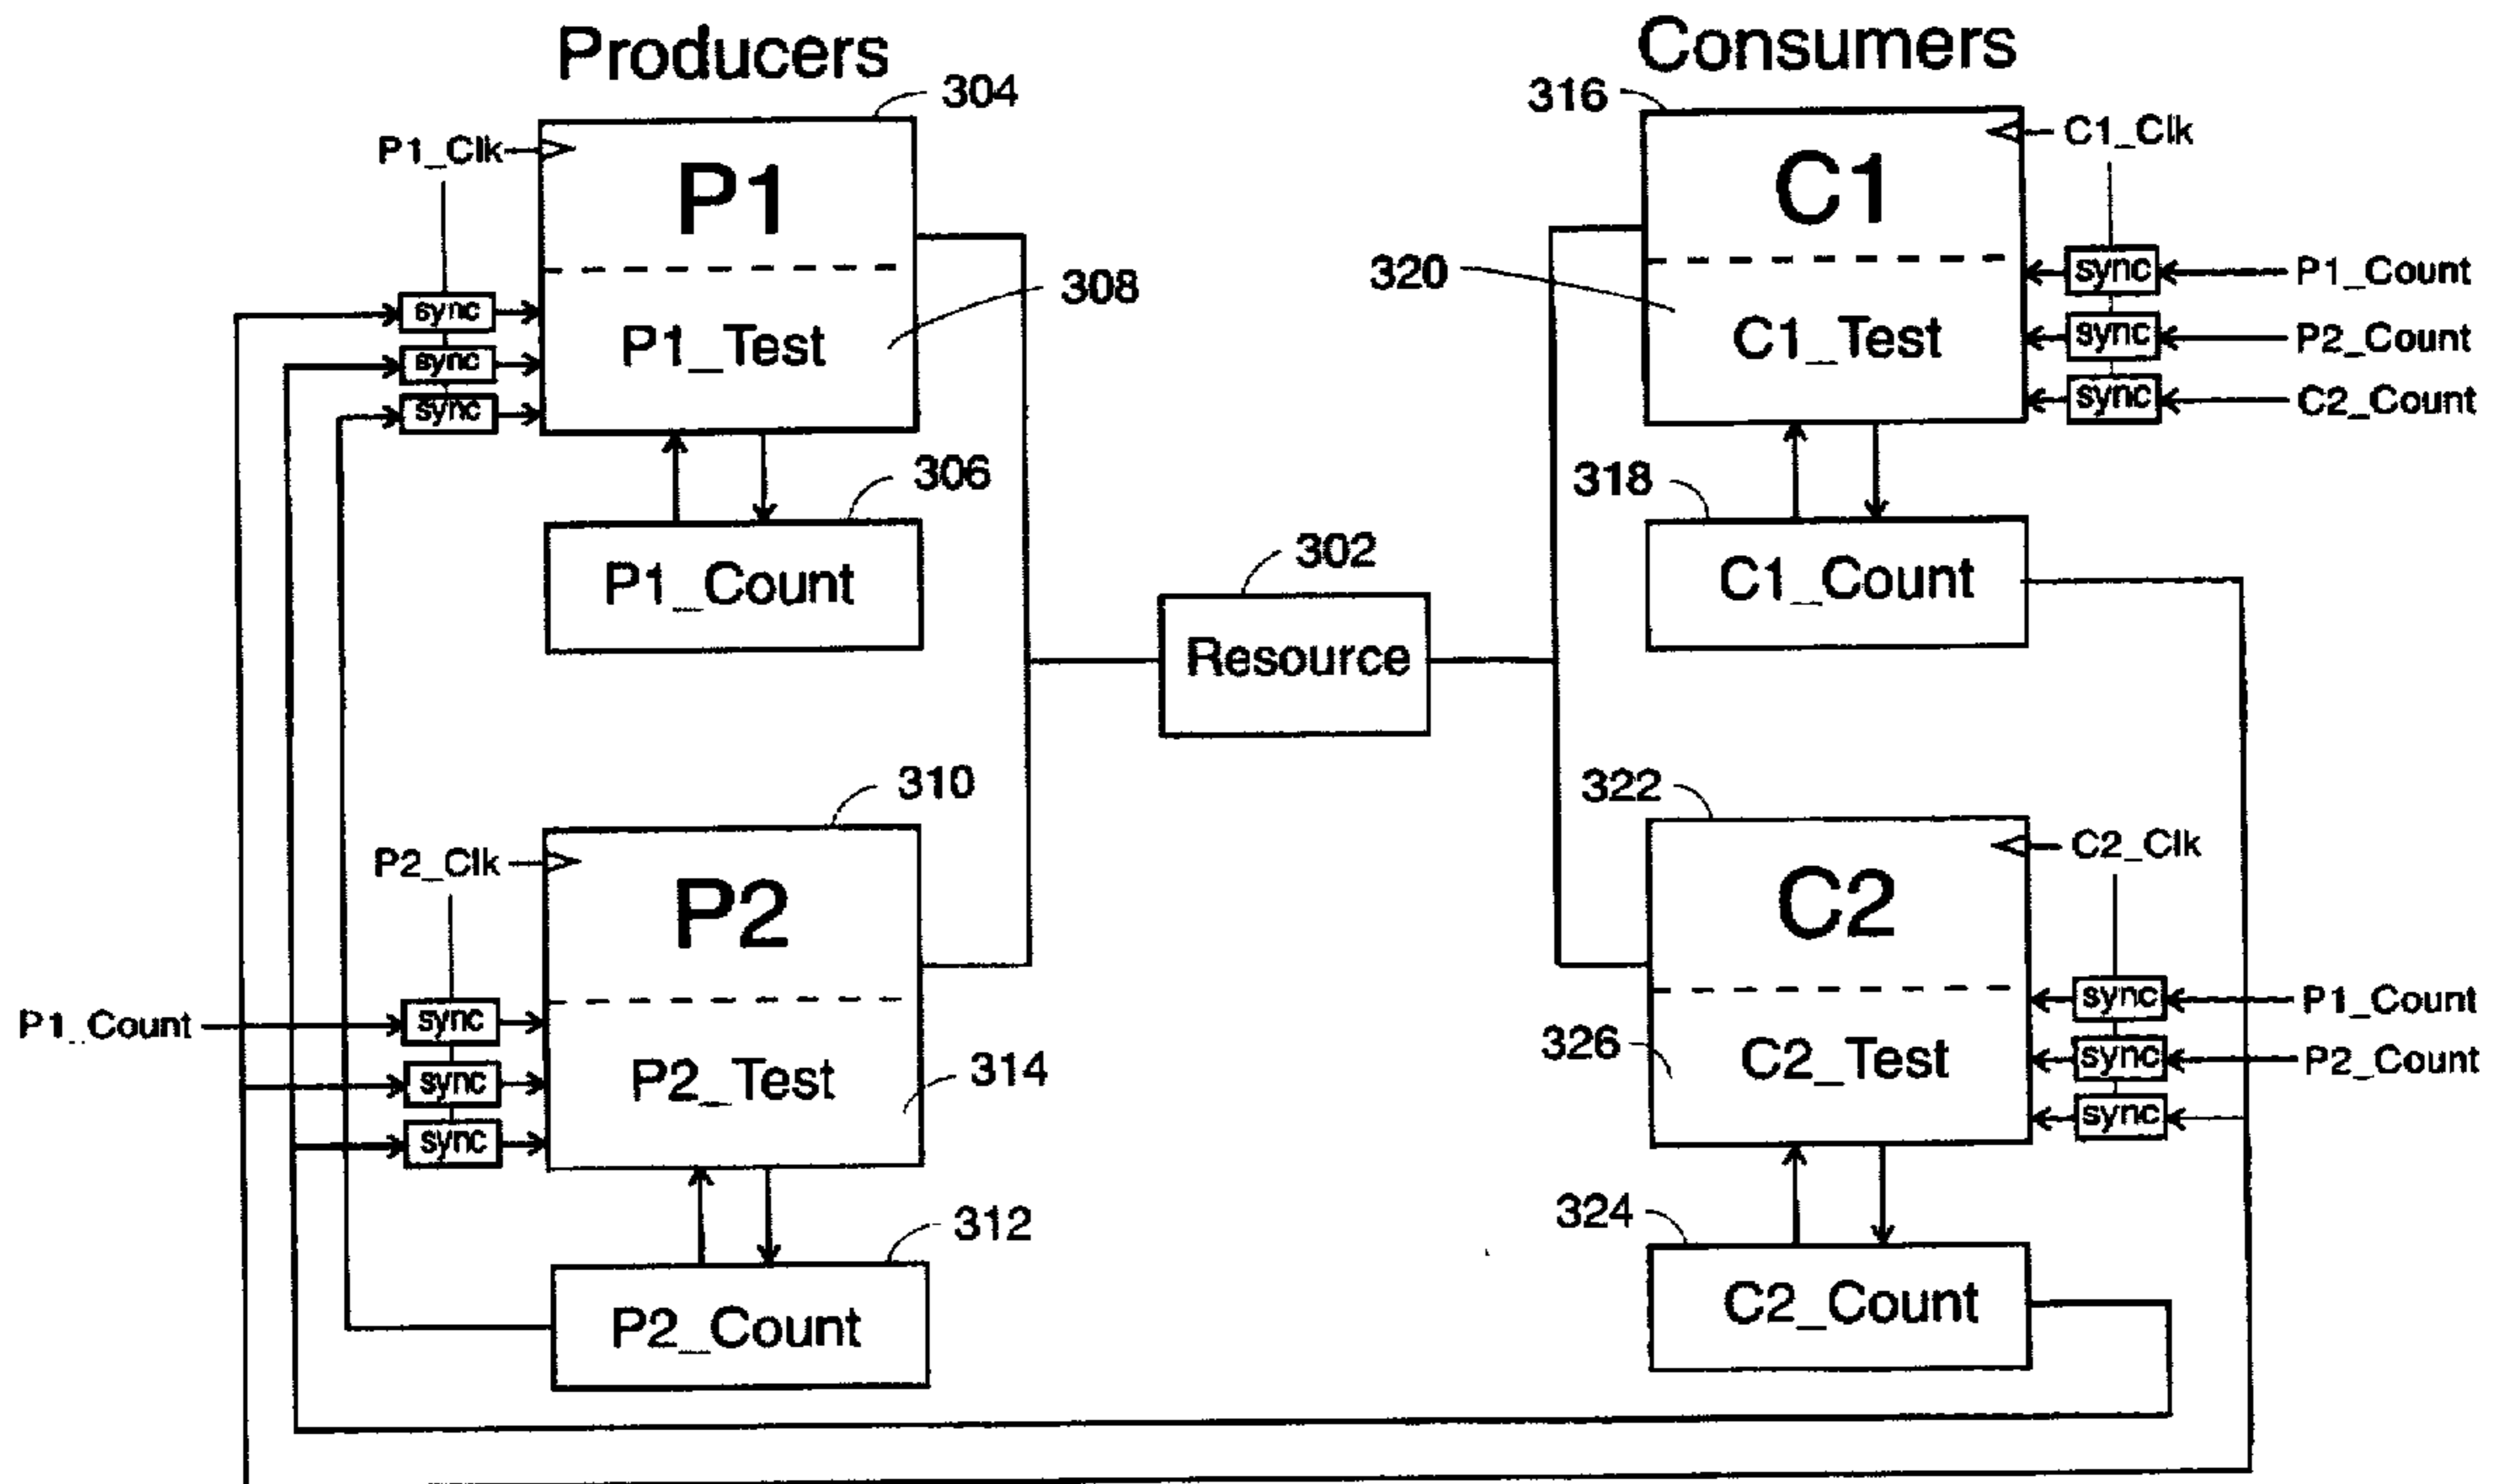 Producers
Consumers
304
316
P1_Clk
C1_Clk
P1
C1
308
320
sync
sync
sync
P1_Test
C1_Test
sync
sync
sync
P1_Count
P2_Count
C2_Count
306
318
P1_Count
C1_Count
302
Resource
310
322
P2_Clk
C2_Clk
P2
C2
P1_Count
sync
sync
sync
P2_Test
314
326
C2_Test
sync
sync
sync
P1_Count
P2_Count
312
324
P2_Count
C2_Count